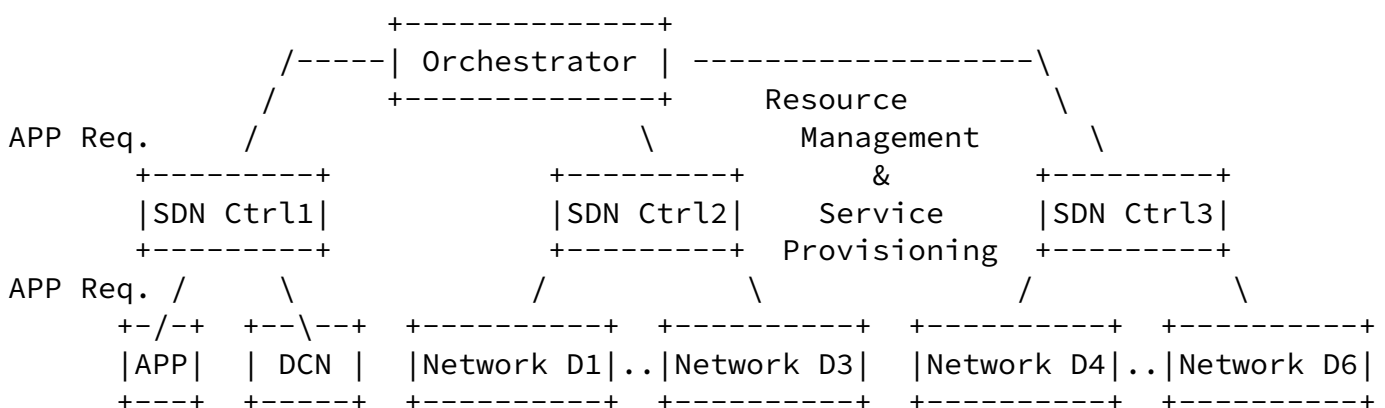 +--------------+
/-----| Orchestrator | -------------------\
/ +--------------+ Resource \
APP Req. / \ Management \
+---------+ +---------+ & +---------+
|SDN Ctrl1| |SDN Ctrl2| Service |SDN Ctrl3|
+---------+ +---------+ Provisioning +---------+
APP Req. / \ / \ / \
+-/-+ +--\--+ +----------+ +----------+ +----------+ +----------+
|APP| | DCN | |Network D1|..|Network D3| |Network D4|..|Network D6|
+---+ +-----+ +----------+ +----------+ +----------+ +----------+